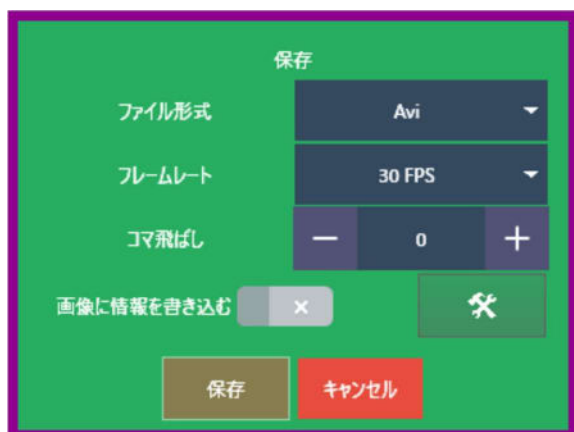 保存
ファイル形式 Avi
フレームレート 30 FPS
コマ飛ばし － 0 ＋
画像に情報を書き込む ×
保存 キャンセル